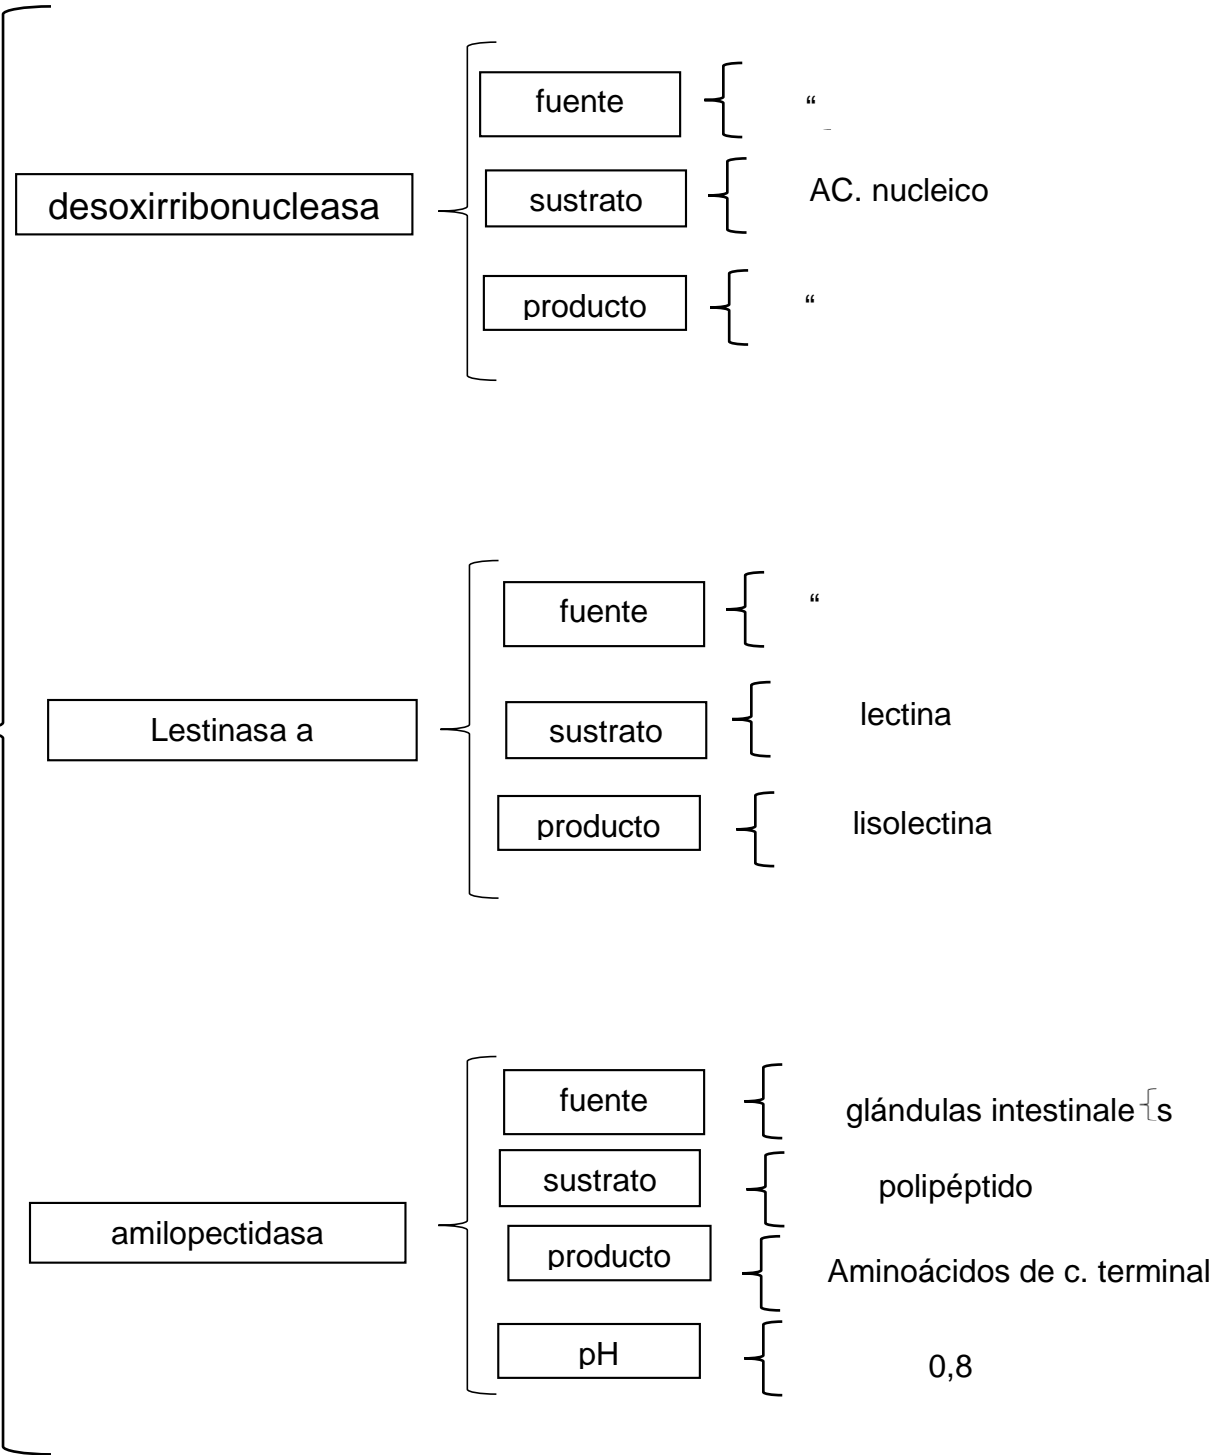 desoxirribonucleasa
fuente “
sustrato AC. nucleico
producto “
Lestinasa a
fuente “
sustrato lectina
producto lisolectina
amilopectidasa
fuente glándulas intestinales
sustrato polipéptido
producto Aminoácidos de c. terminal
pH 0,8